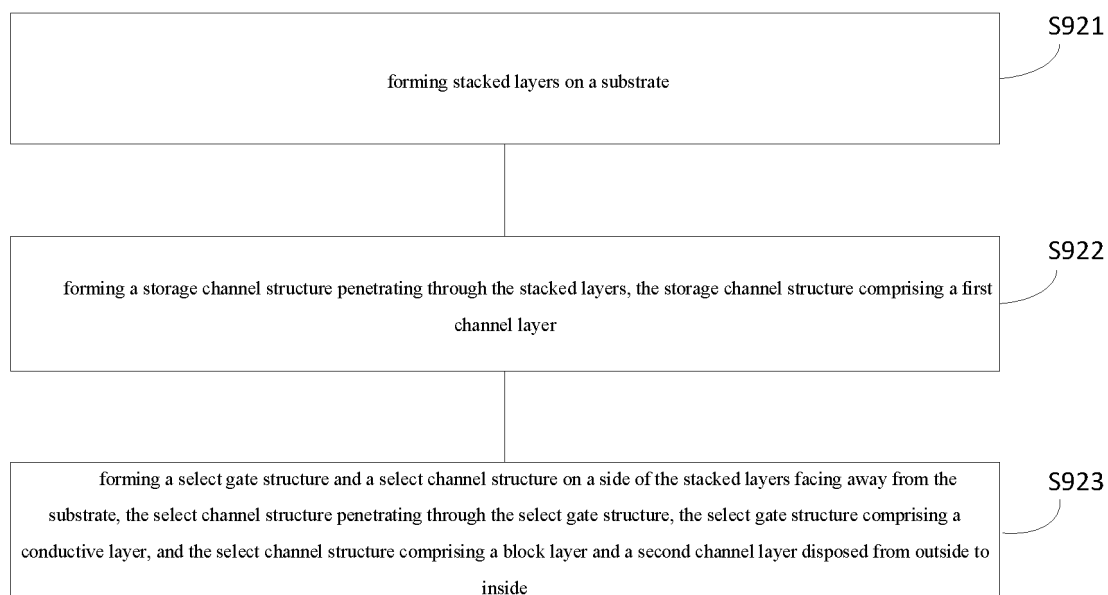 S921
forming stacked layers on a substrate
S922
forming a storage channel structure penetrating through the stacked layers, the storage channel structure comprising a first
channel layer
S923
forming a select gate structure and a select channel structure on a side of the stacked layers facing away from the
substrate, the select channel structure penetrating through the select gate structure, the select gate structure comprising a
conductive layer, and the select channel structure comprising a block layer and a second channel layer disposed from outside to
inside